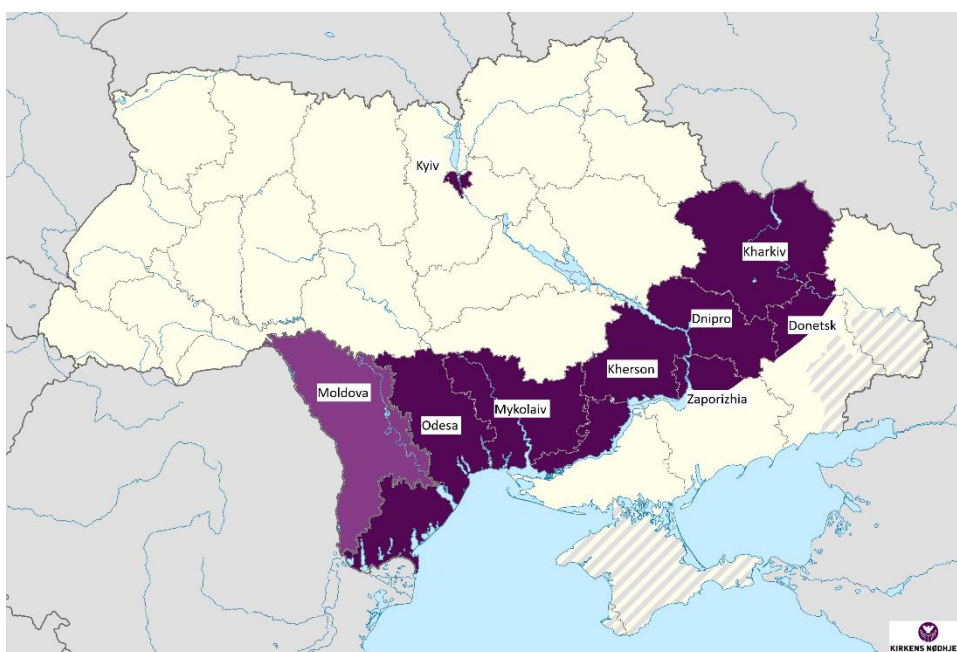 Kyiv
Kharkiv
Dnipro
Donetsk
Kherson
Moldova
Zaporizhia
Mykolaiv
Odesa
KIRKENS NØDHJE